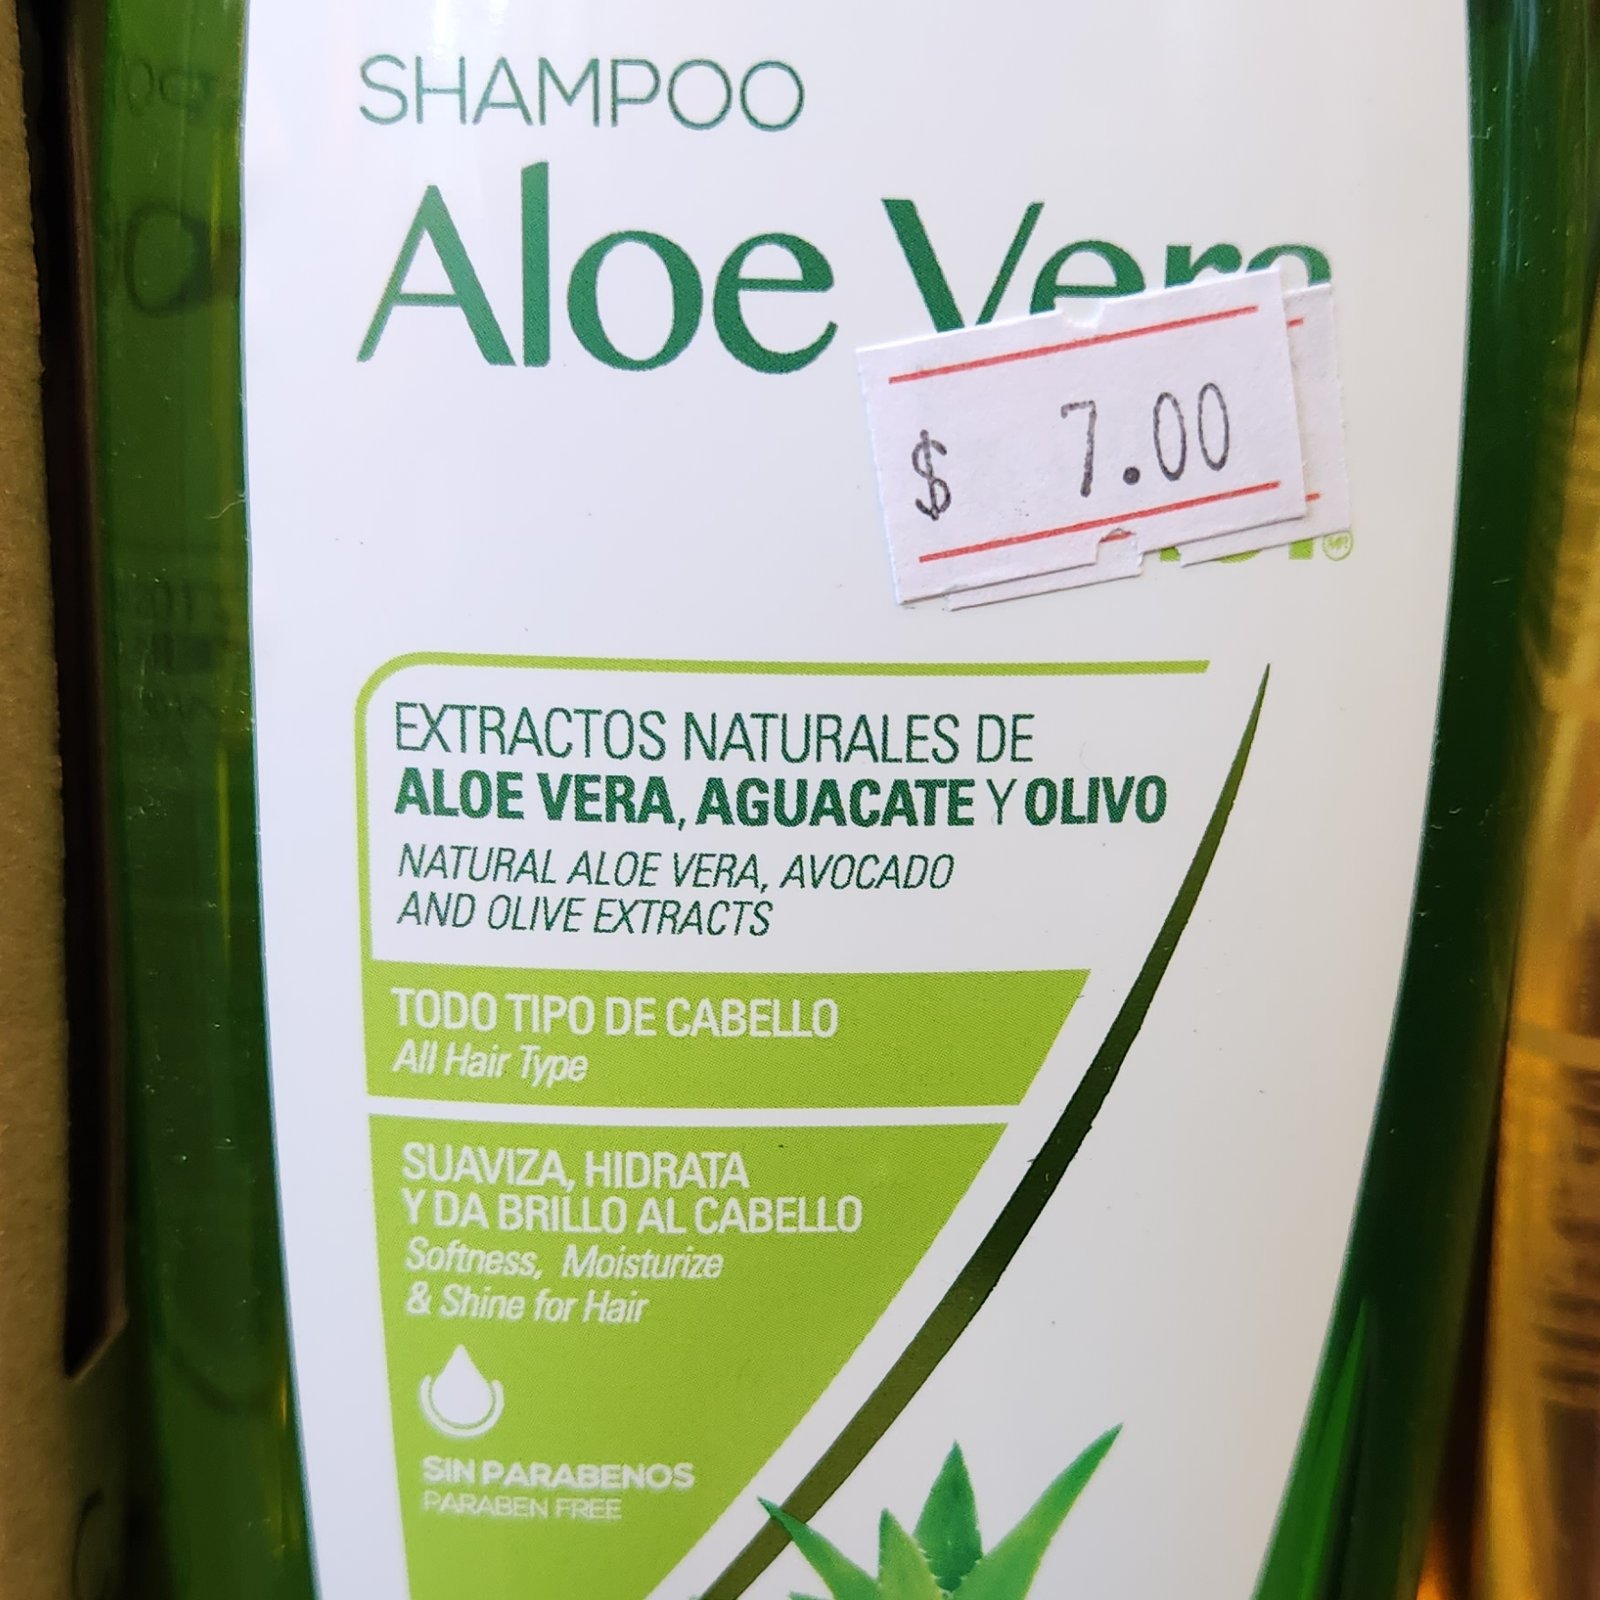 SHAMPOO
Aloe Vera
$ 7.00
EXTRACTOS NATURALES DE
ALOE VERA, AGUACATE Y OLIVO
NATURAL ALOE VERA, AVOCADO
AND OLIVE EXTRACTS
TODO TIPO DE CABELLO
All Hair Type
SUAVIZA, HIDRATA
Y DA BRILLO AL CABELLO
Softness, Moisturize
& Shine for Hair
SIN PARABENOS
PARABEN FREE